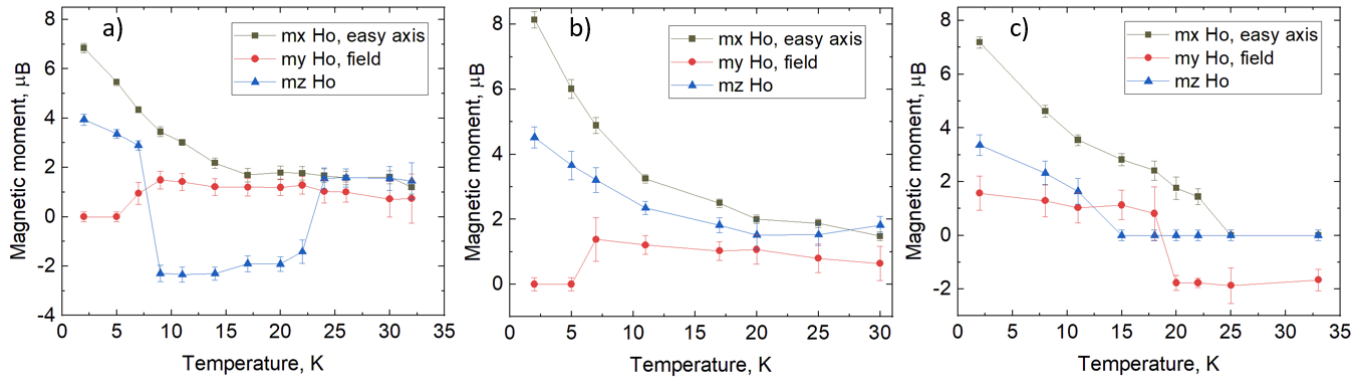 a)
mx Ho, easy axis
my Ho, field
mz Ho
Magnetic moment, μB
8
6
4
2
0
-2
-4
0 5 10 15 20 25 30 35
Temperature, K
b)
mx Ho, easy axis
my Ho, field
mz Ho
Magnetic moment, μB
8
6
4
2
0
0 5 10 15 20 25 30
Temperature, K
c)
mx Ho, easy axis
my Ho, field
mz Ho
Magnetic moment, μB
8
6
4
2
0
-2
0 5 10 15 20 25 30
Temperature, K